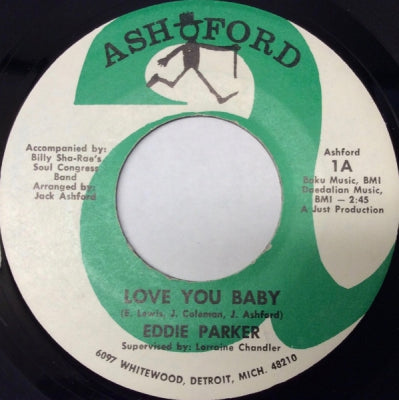 ASHFORD
Accompanied by:
Billy Sha-Rae's
Soul Congress
Band
Arranged by:
Jack Ashford
Ashford
1A
Boku Music, BMI
Daedalian Music,
BMI — 2:45
A Just Production
LOVE YOU BABY
(E. Lewis, J. Coleman, J. Ashford)
EDDIE PARKER
Supervised by: Lorraine Chandler
6097 WHITEWOOD, DETROIT, MICH. 48210